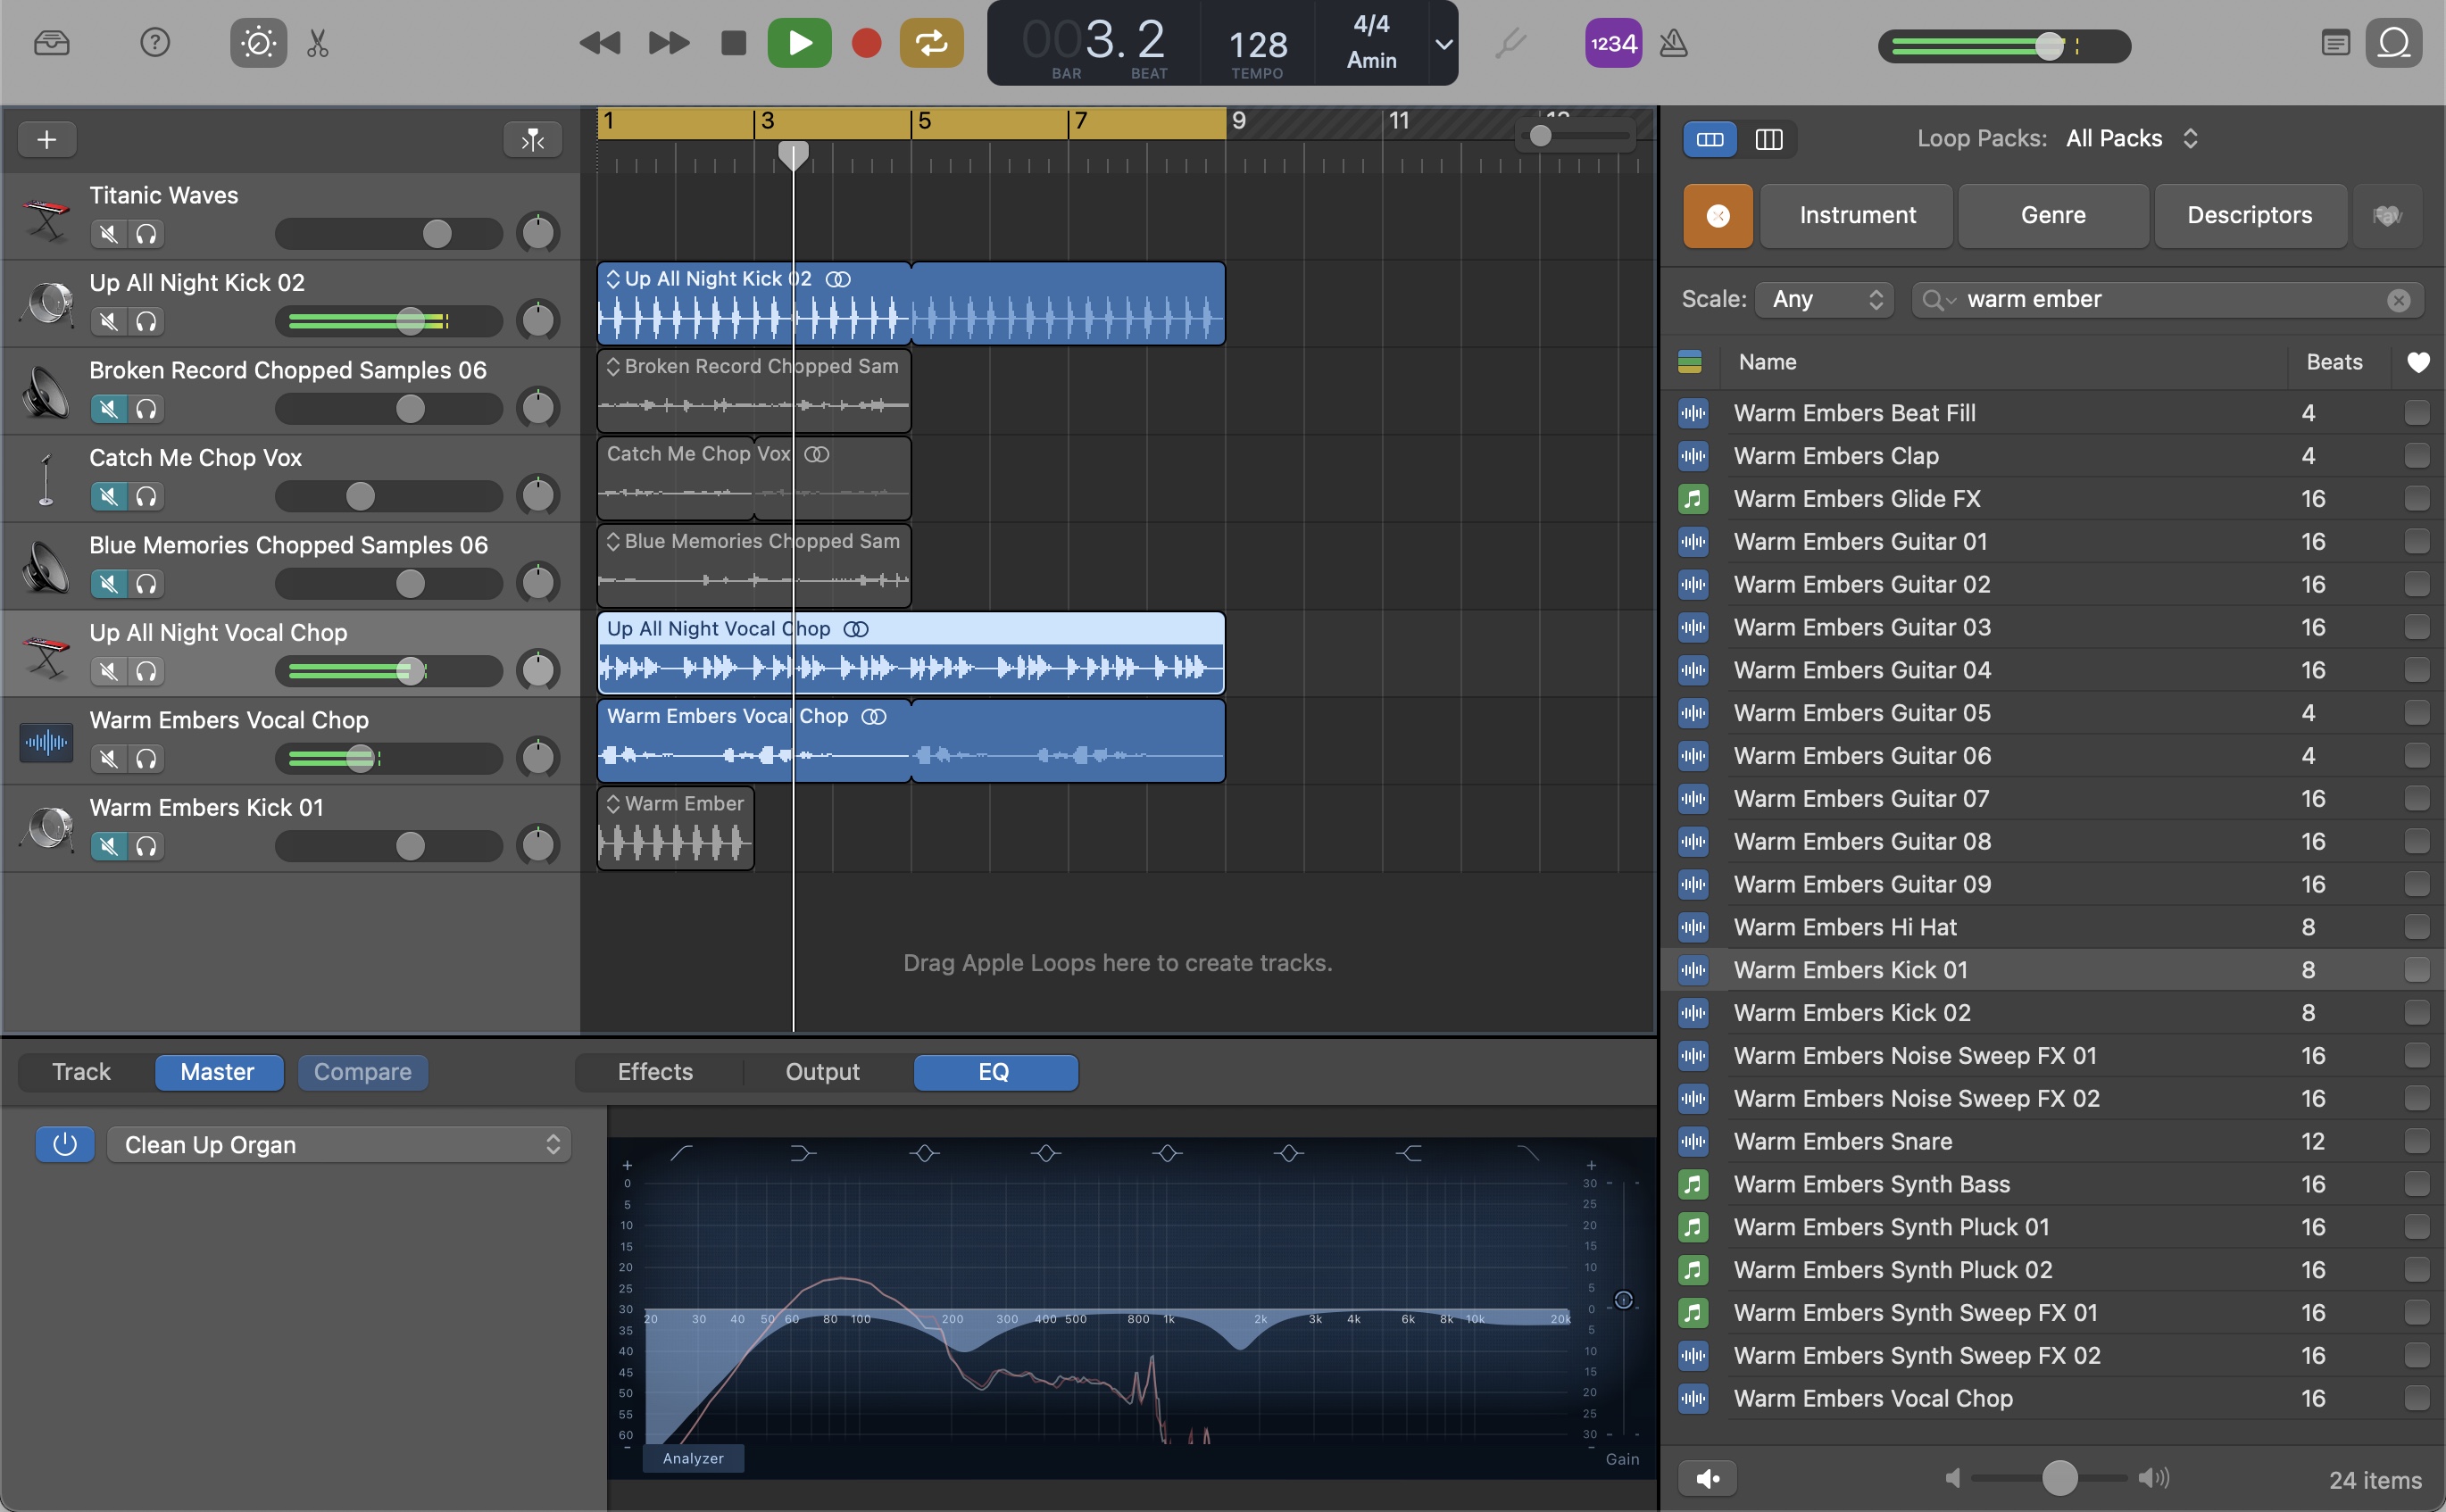 003. 2
BAR
BEAT
128
TEMPO
4/4
Amin
1234
1
3
5
7
9
11
Titanic Waves
Up All Night Kick 02
Broken Record Chopped Samples 06
Catch Me Chop Vox
Blue Memories Chopped Samples 06
Up All Night Vocal Chop
Warm Embers Vocal Chop
Warm Embers Kick 01
Up All Night Kick 02
Broken Record Chopped Sam
Catch Me Chop Vox
Blue Memories Chopped Sam
Up All Night Vocal Chop
Warm Embers Vocal Chop
Warm Ember
Drag Apple Loops here to create tracks.
Loop Packs: All Packs
Instrument
Genre
Descriptors
Fav
Scale: Any
warm ember
Name Beats
Warm Embers Beat Fill 4
Warm Embers Clap 4
Warm Embers Glide FX 16
Warm Embers Guitar 01 16
Warm Embers Guitar 02 16
Warm Embers Guitar 03 16
Warm Embers Guitar 04 16
Warm Embers Guitar 05 4
Warm Embers Guitar 06 4
Warm Embers Guitar 07 16
Warm Embers Guitar 08 16
Warm Embers Guitar 09 16
Warm Embers Hi Hat 8
Warm Embers Kick 01 8
Warm Embers Kick 02 8
Warm Embers Noise Sweep FX 01 16
Warm Embers Noise Sweep FX 02 16
Warm Embers Snare 12
Warm Embers Synth Bass 16
Warm Embers Synth Pluck 01 16
Warm Embers Synth Pluck 02 16
Warm Embers Synth Sweep FX 01 16
Warm Embers Synth Sweep FX 02 16
Warm Embers Vocal Chop 16
24 items
Track
Master
Compare
Effects
Output
EQ
Clean Up Organ
+
0
5
10
15
20
25
30
35
40
45
50
55
60
-
20 30 40 50 60 80 100 200 300 400 500 800 1k 2k 3k 4k 6k 8k 10k 20k
+
30
25
20
15
10
5
0
5
10
15
20
25
30
-
Analyzer
Gain